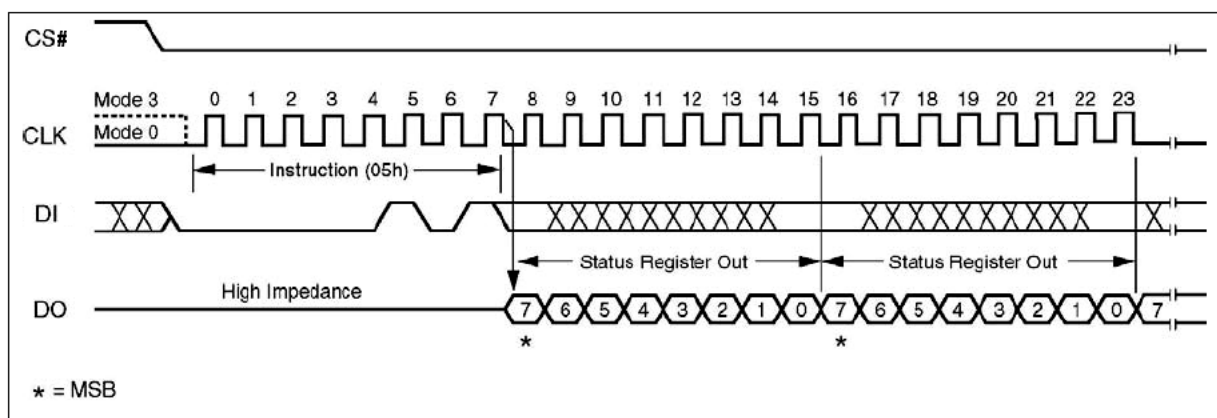 CS#
Mode 3 0 1 2 3 4 5 6 7 8 9 10 11 12 13 14 15 16 17 18 19 20 21 22 23
CLK Mode 0
Instruction (05h)
DI
Status Register Out Status Register Out
High Impedance
DO 7 6 5 4 3 2 1 0 7 6 5 4 3 2 1 0 7
* *
* = MSB